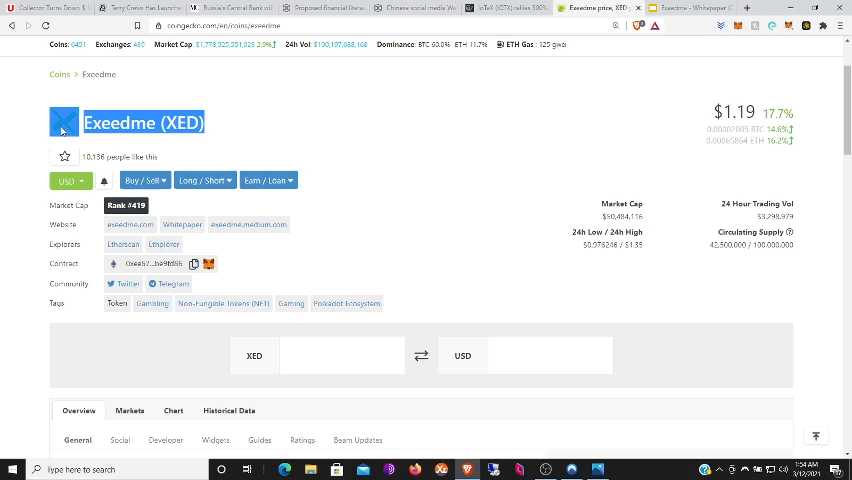 Collector Turns Down $
Terry Crews Has Launched
Russia's Central Bank will
Proposed financial litera
Chinese social media We
IoTeX (IOTX) rallies 300%
Exeedme price, XED
Exeedme - Whitepaper
coingecko.com/en/coins/exeedme
Coins: 6451 Exchanges: 439 Market Cap: $1,778,525,551,023 2.0% 24h Vol: $100,197,688,168 Dominance: BTC 60.0% ETH 11.7% ETH Gas: 125 gwei
Coins > Exeedme
Exeedme (XED)
$1.19 17.7%
0.00002085 BTC 14.6%
0.00065864 ETH 16.2%
10,136 people like this
USD Buy / Sell Long / Short Earn / Loan
Market Cap Rank #419
Website exeedme.com Whitepaper exeedme.medium.com
Explorers Etherscan Ethplorer
Contract 0xee57...be9fd86
Community Twitter Telegram
Tags Token Gambling Non-Fungible Tokens (NFT) Gaming Polkadot Ecosystem
Market Cap
$50,484,116
24 Hour Trading Vol
$3,298,979
24h Low / 24h High
$0.976246 / $1.35
Circulating Supply
42,500,000 / 100,000,000
XED USD
Overview Markets Chart Historical Data
General Social Developer Widgets Guides Ratings Beam Updates
Type here to search
1:54 AM
3/12/2021